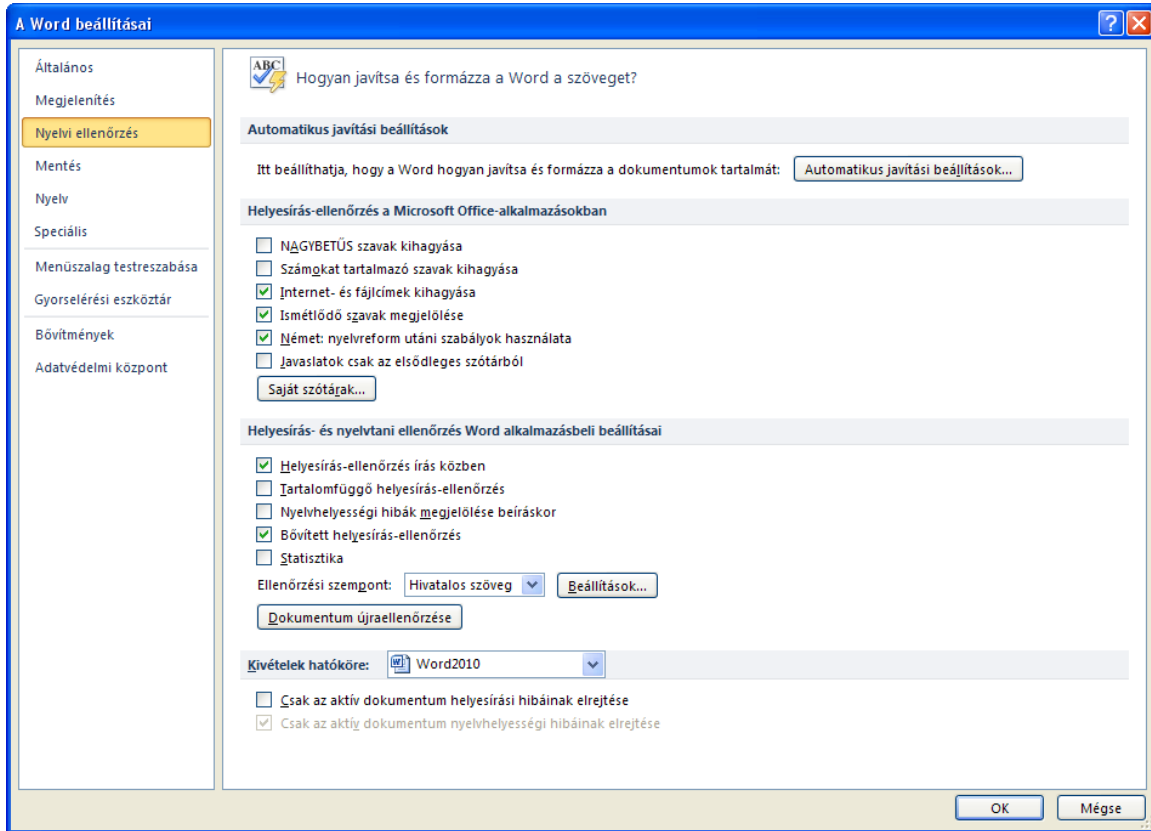 A Word beállításai
Általános
Megjelenítés
Nyelvi ellenőrzés
Mentés
Nyelv
Speciális
Menüszalag testreszabása
Gyorselérési eszköztár
Bővítmények
Adatvédelmi központ
ABC
Hogyan javítsa és formázza a Word a szöveget?
Automatikus javítási beállítások
Itt beállíthatja, hogy a Word hogyan javítsa és formázza a dokumentumok tartalmát: Automatikus javítási beállítások...
Helyesírás-ellenőrzés a Microsoft Office-alkalmazásokban
NAGYBETŰS szavak kihagyása
Számokat tartalmazó szavak kihagyása
Internet- és fájlcímek kihagyása
Ismétlődő szavak megjelölése
Német: nyelvreform utáni szabályok használata
Javaslatok csak az elsődleges szótárból
Saját szótárak...
Helyesírás- és nyelvtani ellenőrzés Word alkalmazásbeli beállításai
Helyesírás-ellenőrzés írás közben
Tartalomfüggő helyesírás-ellenőrzés
Nyelvhelyességi hibák megjelölése beíráskor
Bővített helyesírás-ellenőrzés
Statisztika
Ellenőrzési szempont: Hivatalos szöveg Beállítások...
Dokumentum újraellenőrzése
Kivételek hatóköre: Word2010
Csak az aktív dokumentum helyesírási hibáinak elrejtése
Csak az aktív dokumentum nyelvhelyességi hibáinak elrejtése
OK Mégse